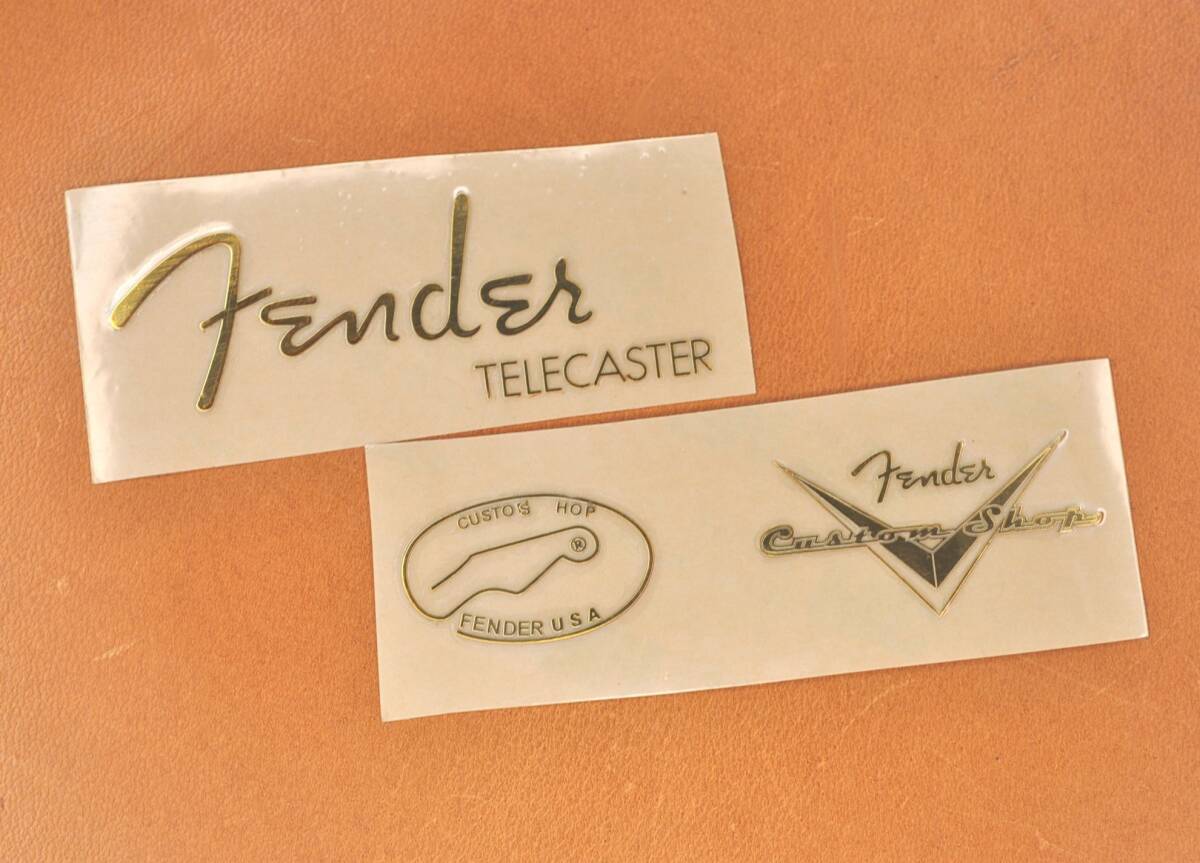 Fender
TELECASTER
CUSTO'S HOP
®
FENDER USA
Fender
Custom Shop